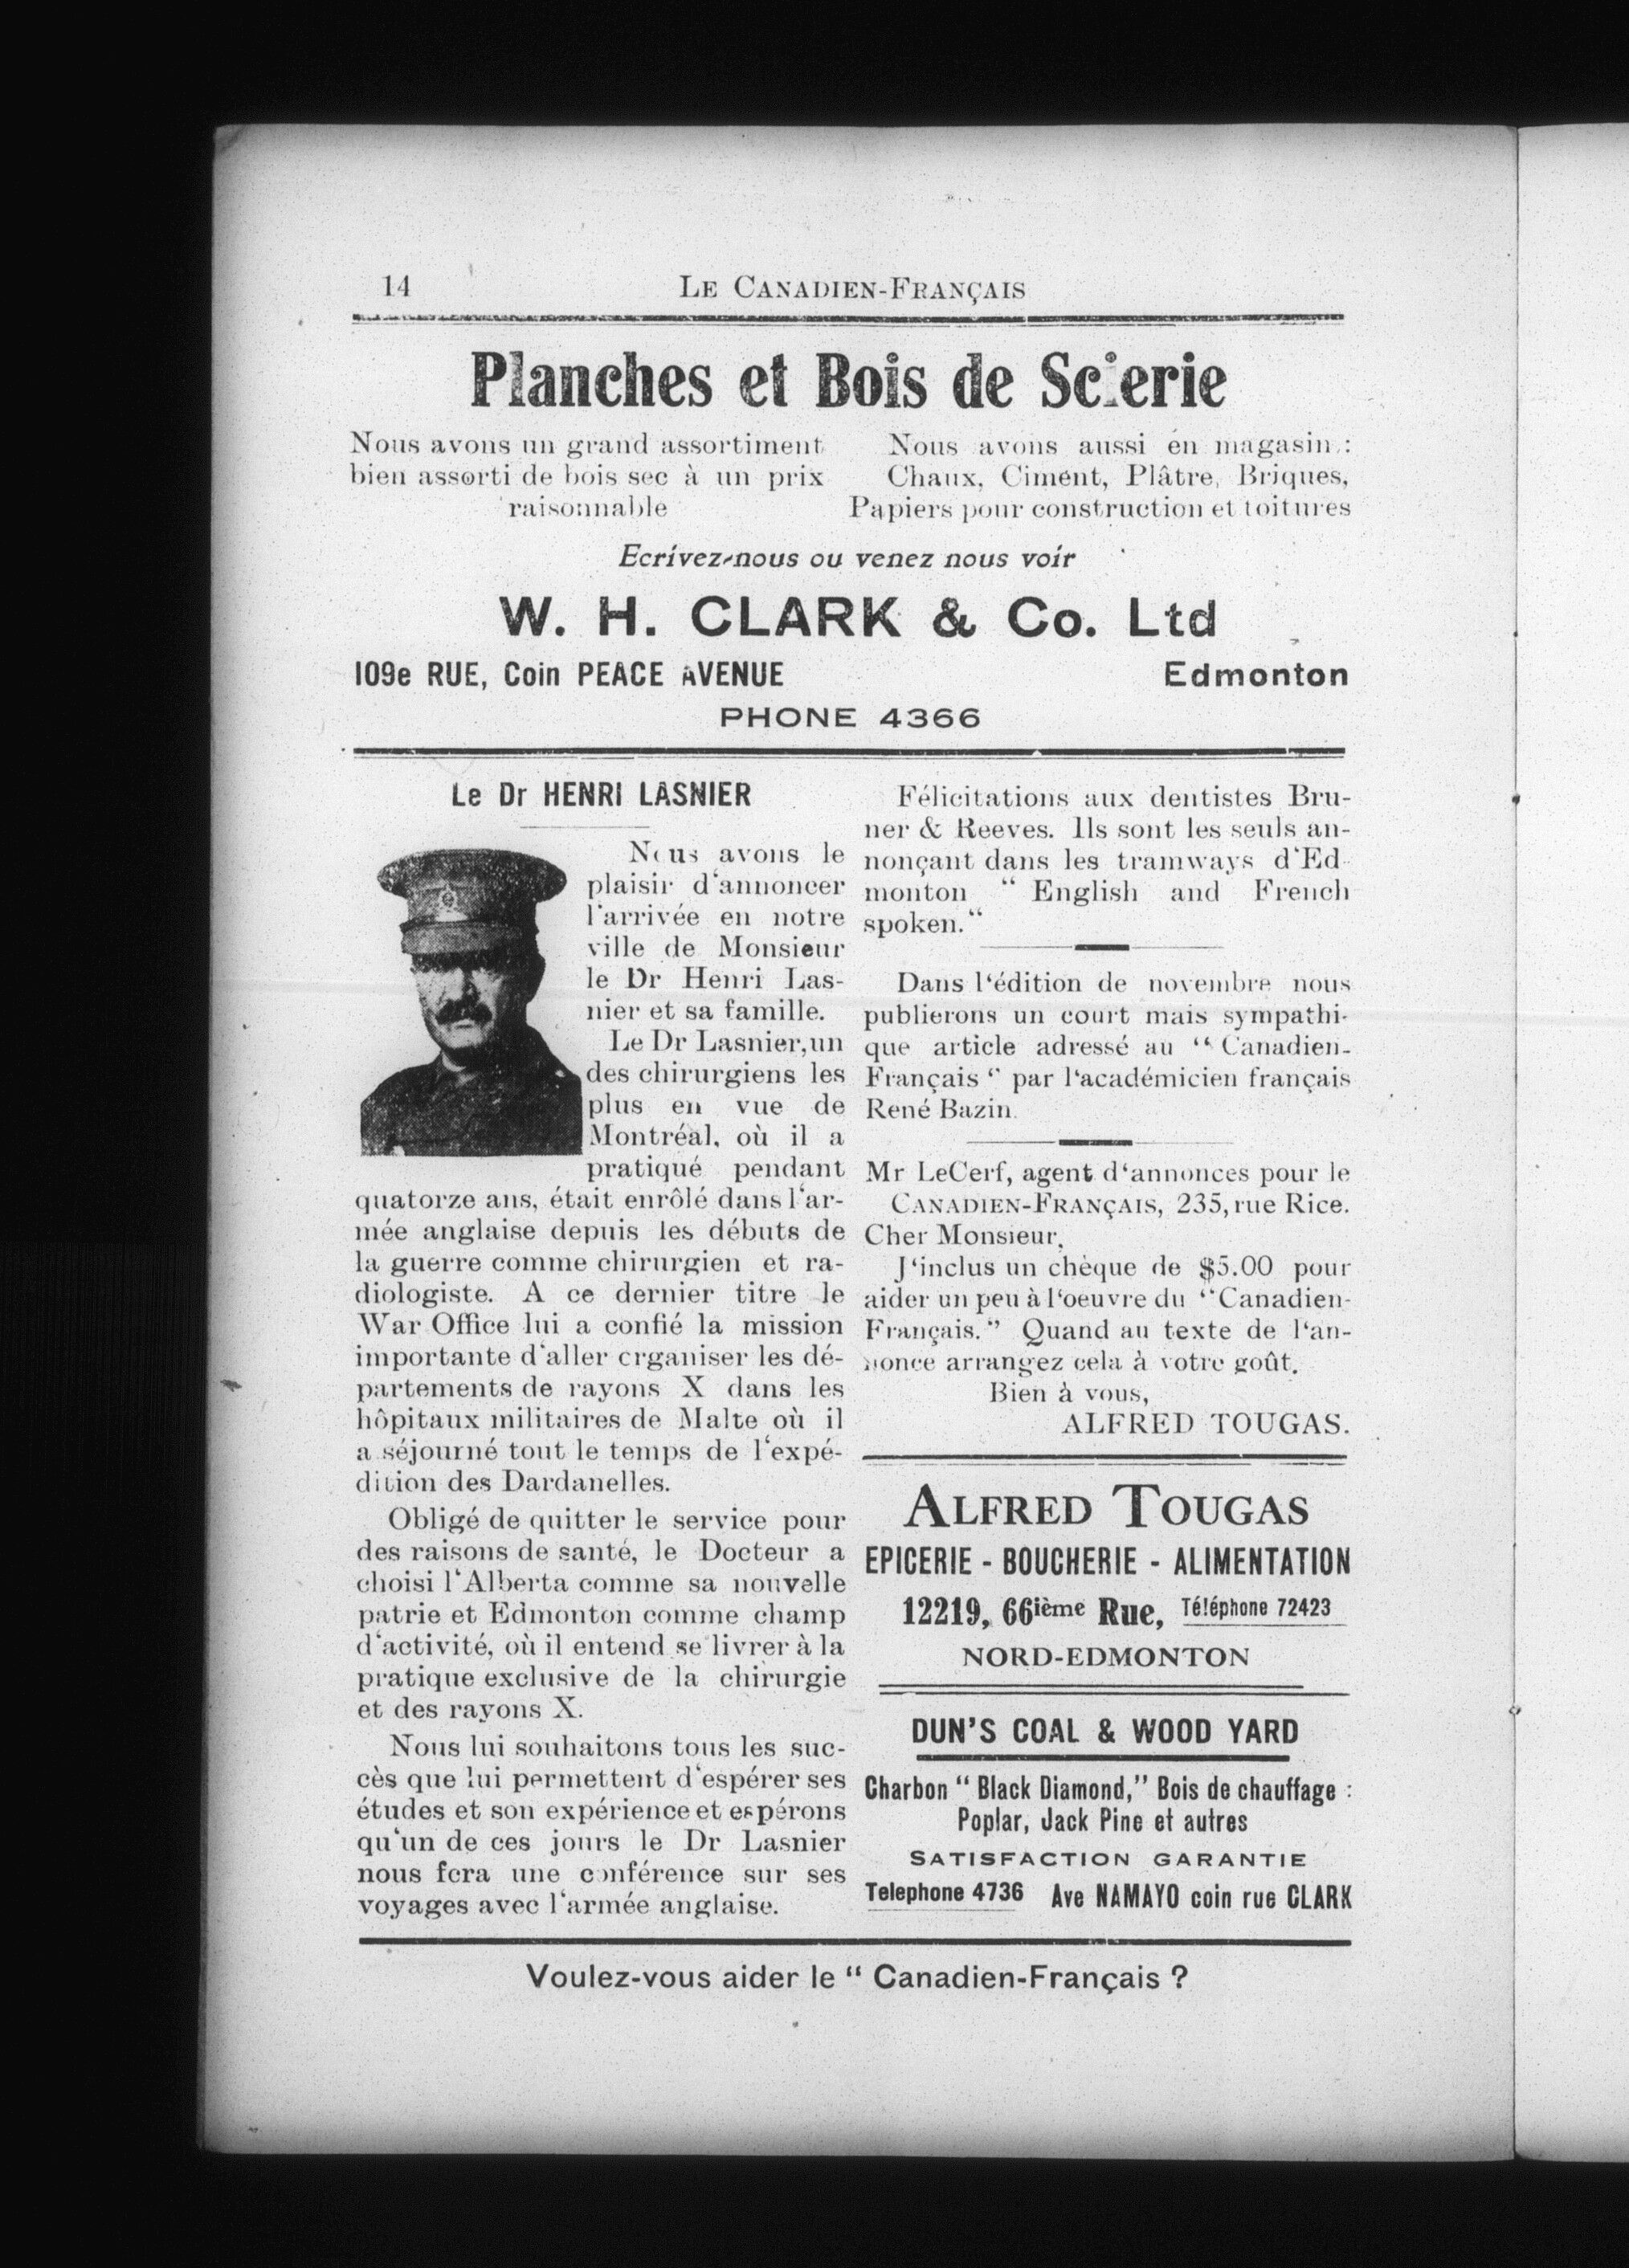 14
LE CANADIEN-FRANÇAIS
Planches et Bois de Scierie
Nous avons un grand assortiment
bien assorti de bois sec à un prix
raisonnable
Nous avons aussi en magasin :
Chaux, Ciment, Plâtre, Briques,
Papiers pour construction et toitures
Ecrivez-nous ou venez nous voir
W. H. CLARK & Co. Ltd
109e RUE, Coin PEACE AVENUE
Edmonton
PHONE 4366
Le Dr HENRI LASNIER
Nous avons le
plaisir d'annoncer
l'arrivée en notre
ville de Monsieur
le Dr Henri Las-
nier et sa famille.
Le Dr Lasnier, un
des chirurgiens les
plus en vue de
Montréal, où il a
pratiqué pendant
quatorze ans, était enrôlé dans l'ar-
mée anglaise depuis les débuts de
la guerre comme chirurgien et ra-
diologiste. A ce dernier titre le
War Office lui a confié la mission
importante d'aller crganiser les dé-
partements de rayons X dans les
hôpitaux militaires de Malte où il
a séjourné tout le temps de l'expé-
dition des Dardanelles.
Obligé de quitter le service pour
des raisons de santé, le Docteur a
choisi l'Alberta comme sa nouvelle
patrie et Edmonton comme champ
d'activité, où il entend se livrer à la
pratique exclusive de la chirurgie
et des rayons X.
Nous lui souhaitons tous les suc-
cès que lui permettent d'espérer ses
études et son expérience et espérons
qu'un de ces jours le Dr Lasnier
nous fera une conférence sur ses
voyages avec l'armée anglaise.
Félicitations aux dentistes Bru-
ner & Reeves. Ils sont les seuls an-
nonçant dans les tramways d'Ed-
monton " English and French
spoken."
Dans l'édition de novembre nous
publierons un court mais sympathi-
que article adressé au " Canadien-
Français " par l'académicien français
René Bazin.
Mr LeCerf, agent d'annonces pour le
CANADIEN-FRANÇAIS, 235, rue Rice.
Cher Monsieur,
J'inclus un chèque de $5.00 pour
aider un peu à l'oeuvre du "Canadien-
Français." Quand au texte de l'an-
nonce arrangez cela à votre goût.
Bien à vous,
ALFRED TOUGAS.
ALFRED TOUGAS
EPICERIE - BOUCHERIE - ALIMENTATION
12219, 66ième Rue, Téléphone 72423
NORD-EDMONTON
DUN'S COAL & WOOD YARD
Charbon " Black Diamond," Bois de chauffage :
Poplar, Jack Pine et autres
SATISFACTION GARANTIE
Telephone 4736 Ave NAMAYO coin rue CLARK
Voulez-vous aider le " Canadien-Français ?